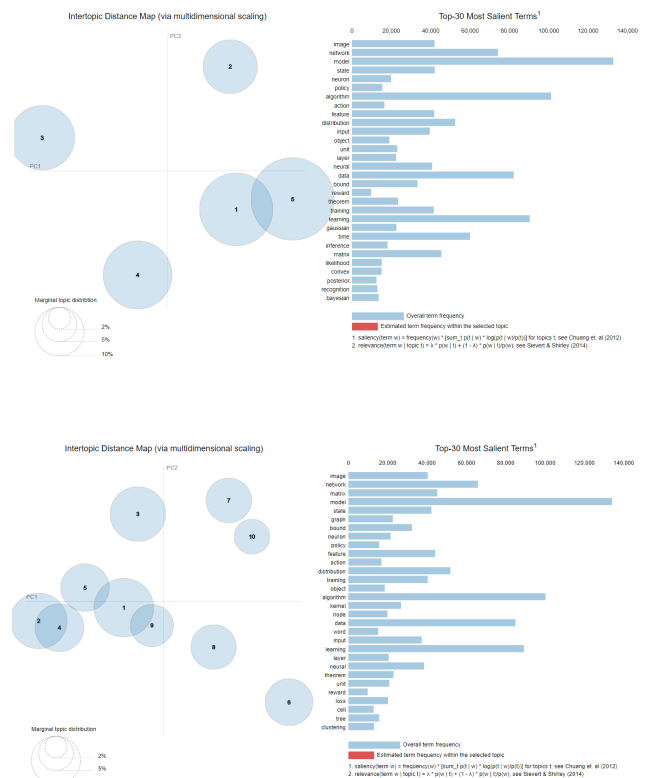 Intertopic Distance Map (via multidimensional scaling)
PC2
2
3
PC1
1
5
4
Marginal topic distribtion
2%
5%
10%
Top-30 Most Salient Terms1
0 20,000 40,000 60,000 80,000 100,000 120,000 140,000
image
network
model
state
neuron
policy
algorithm
action
feature
distribution
input
object
unit
layer
neural
data
bound
reward
theorem
training
learning
gaussian
time
inference
matrix
likelihood
convex
posterior
recognition
bayesian
Overall term frequency
Estimated term frequency within the selected topic
1. saliency(term w) = frequency(w) * [sum_t p(t | w) * log(p(t | w)/p(t))] for topics t; see Chuang et. al (2012)
2. relevance(term w | topic t) = λ * p(w | t) + (1 - λ) * p(w | t)/p(w); see Sievert & Shirley (2014)
Intertopic Distance Map (via multidimensional scaling)
PC2
3
7
10
5
PC1
1
2
4
9
8
6
Marginal topic distribution
2%
5%
Top-30 Most Salient Terms1
0 20,000 40,000 60,000 80,000 100,000 120,000 140,000
image
network
matrix
model
state
graph
bound
neuron
policy
feature
action
distribution
training
object
algorithm
kernel
node
data
word
input
learning
layer
neural
theorem
unit
reward
loss
cell
tree
clustering
Overall term frequency
Estimated term frequency within the selected topic
1. saliency(term w) = frequency(w) * [sum_t p(t | w) * log(p(t | w)/p(t))] for topics t; see Chuang et. al (2012)
2. relevance(term w | topic t) = λ * p(w | t) + (1 - λ) * p(w | t)/p(w); see Sievert & Shirley (2014)